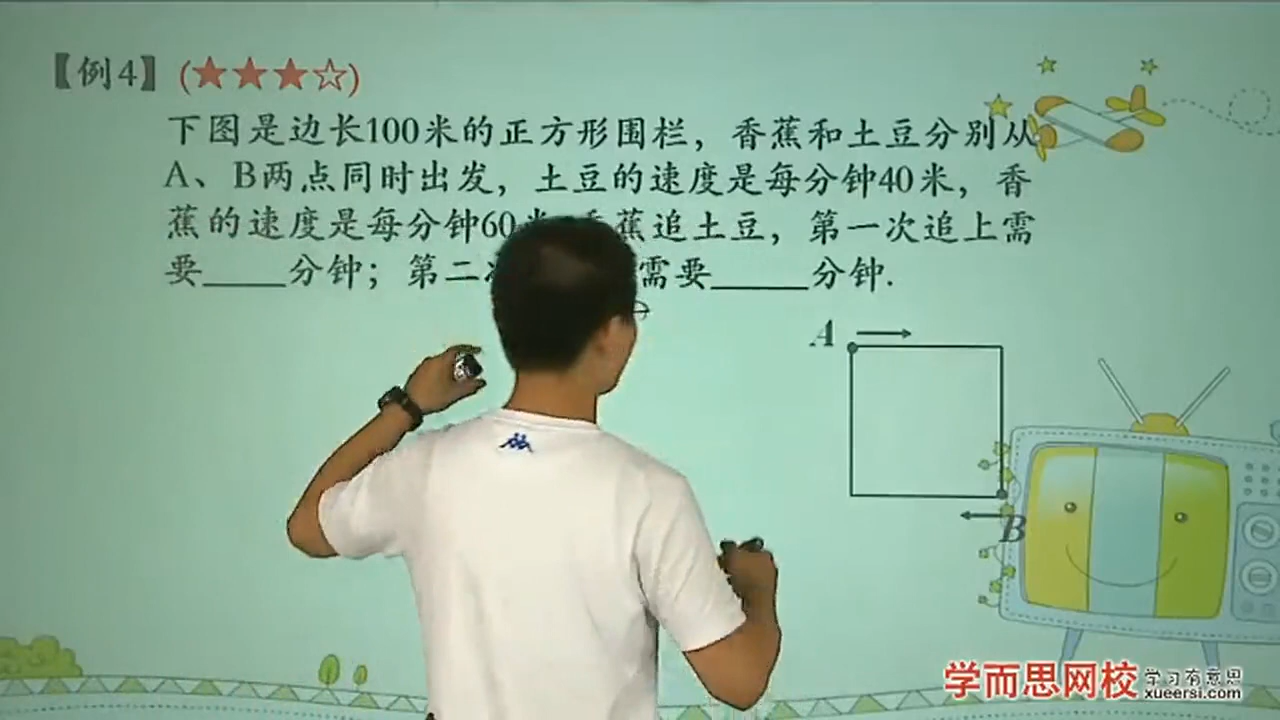 【例4】(★★★☆)
下图是边长100米的正方形围栏，香蕉和土豆分别从
A、B两点同时出发，土豆的速度是每分钟40米，香
蕉的速度是每分钟60米 蕉追土豆，第一次追上需
要____分钟；第二 需要_____分钟.
A
B
学而思网校
学习有意思
xueersi.com